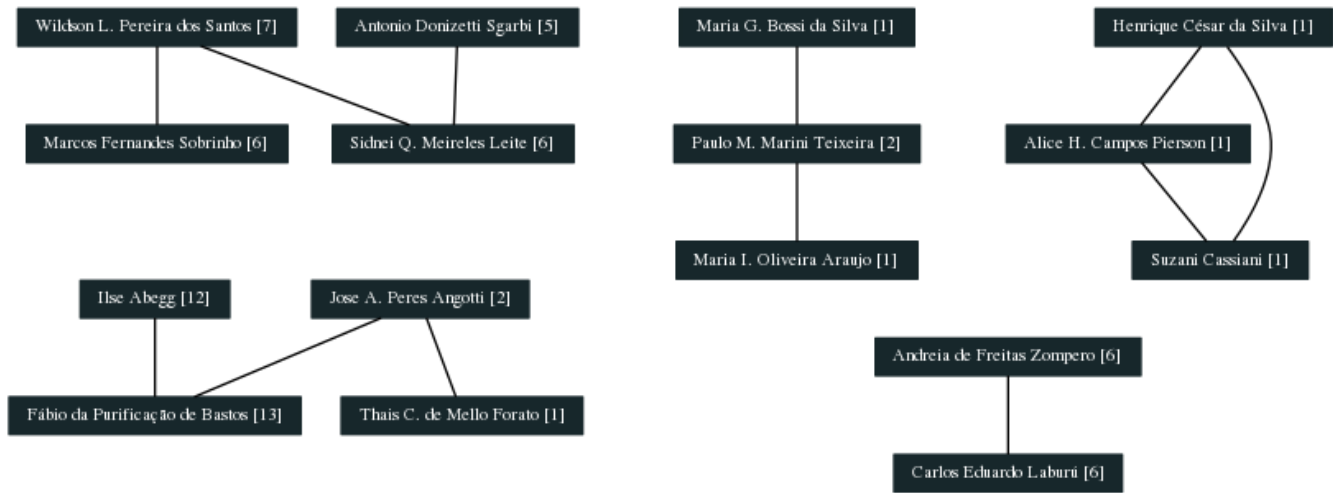 Wildson L. Pereira dos Santos [7]
Antonio Donizetti Sgarbi [5]
Maria G. Bossi da Silva [1]
Henrique César da Silva [1]
Marcos Fernandes Sobrinho [6]
Sidnei Q. Meireles Leite [6]
Paulo M. Marini Teixeira [2]
Alice H. Campos Pierson [1]
Maria I. Oliveira Araujo [1]
Suzani Cassiani [1]
Ilse Abegg [12]
Jose A. Peres Angotti [2]
Andreia de Freitas Zompero [6]
Fábio da Purificação de Bastos [13]
Thais C. de Mello Forato [1]
Carlos Eduardo Laburú [6]